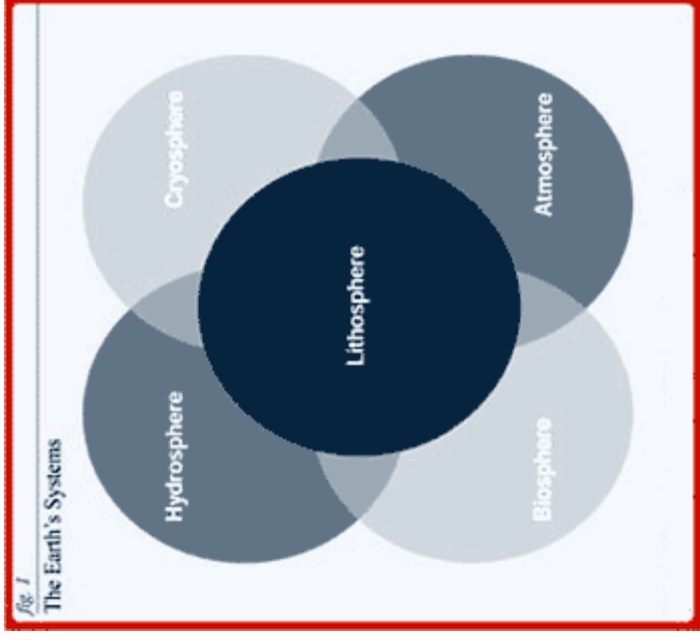 fig. 1
The Earth's Systems
Hydrosphere
Cryosphere
Lithosphere
Biosphere
Atmosphere